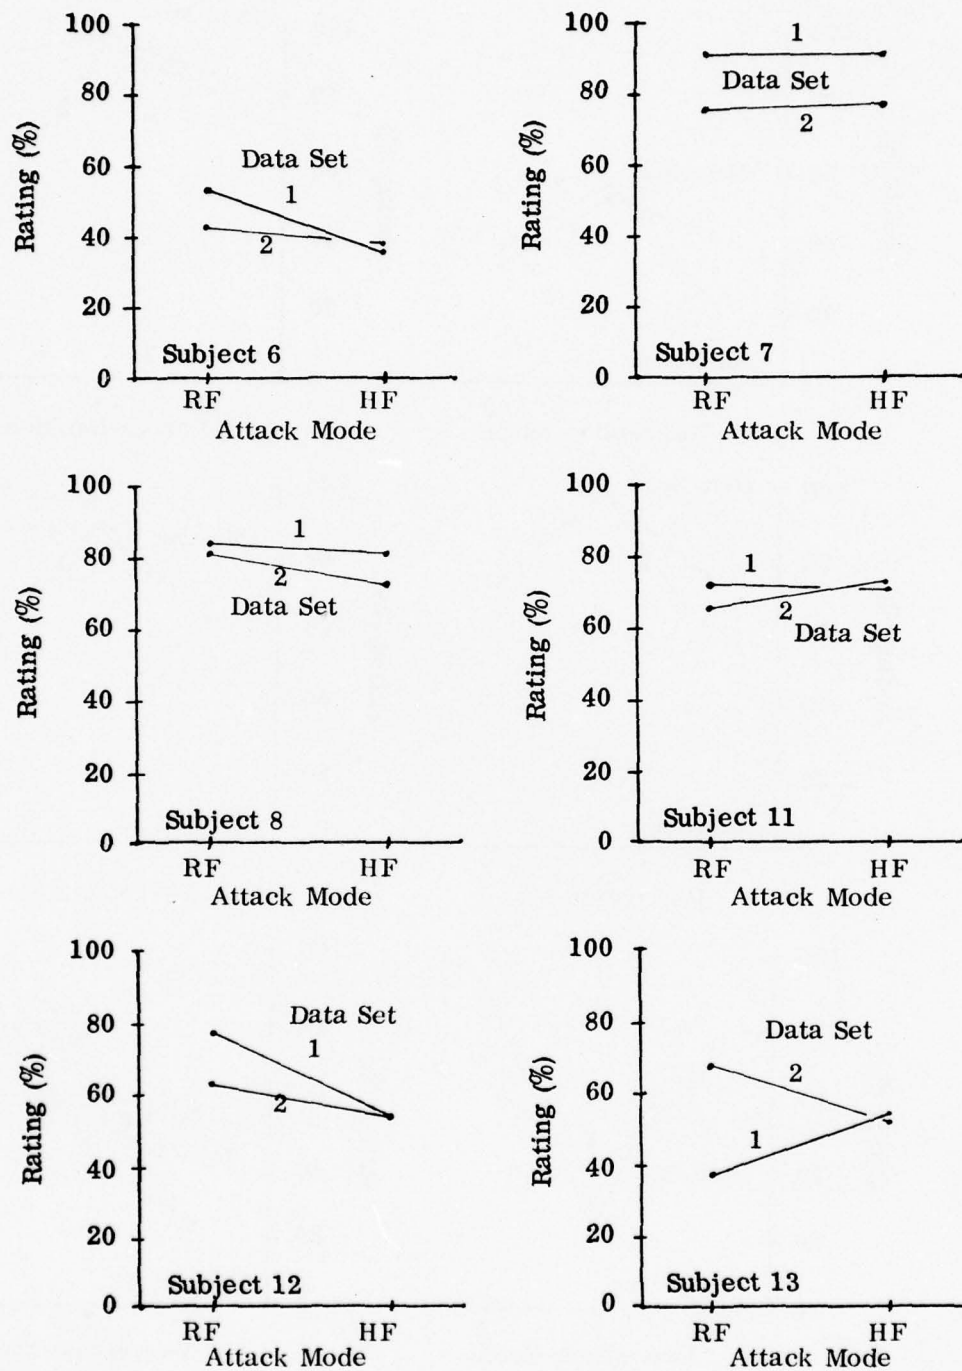 100
80
60
40
20
0
Rating (%)
Data Set
1
2
Subject 6
RF HF
Attack Mode
100
80
60
40
20
0
Rating (%)
1
Data Set
2
Subject 7
RF HF
Attack Mode
100
80
60
40
20
0
Rating (%)
1
2
Data Set
Subject 8
RF HF
Attack Mode
100
80
60
40
20
0
Rating (%)
1
2
Data Set
Subject 11
RF HF
Attack Mode
100
80
60
40
20
0
Rating (%)
Data Set
1
2
Subject 12
RF HF
Attack Mode
100
80
60
40
20
0
Rating (%)
Data Set
2
1
Subject 13
RF HF
Attack Mode